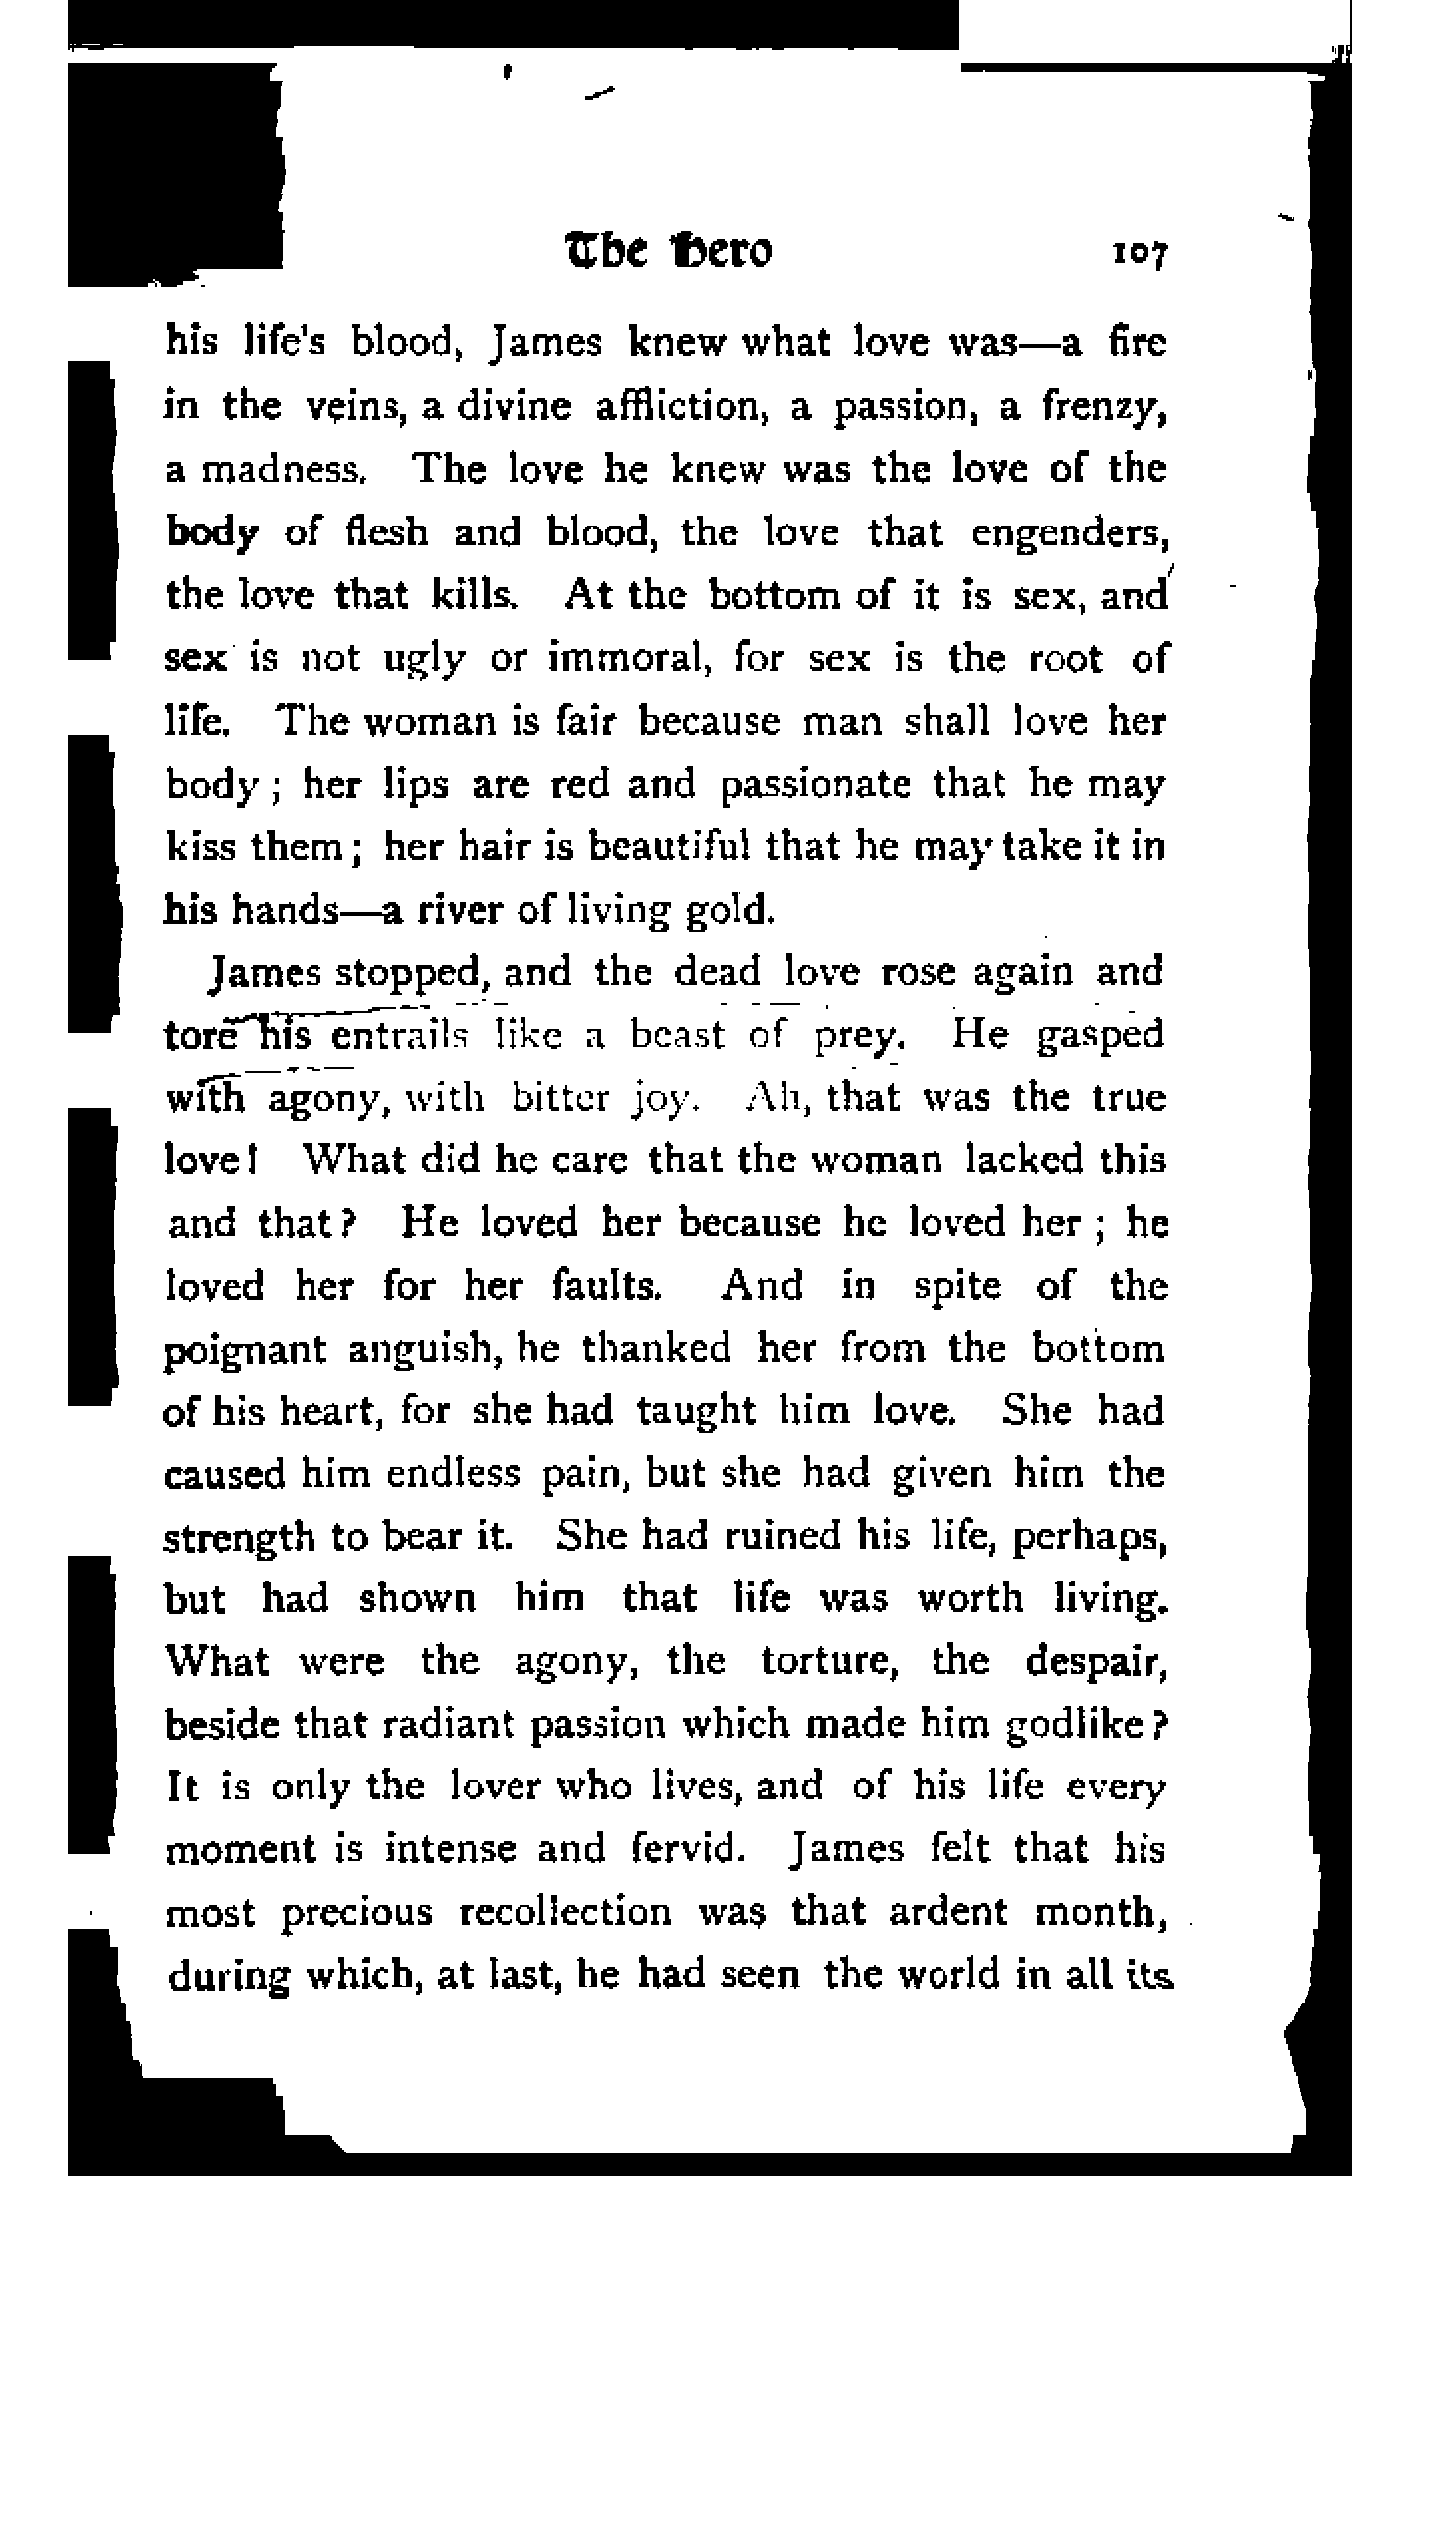 The Hero 107
his life's blood, James knew what love was—a fire
in the veins, a divine affliction, a passion, a frenzy,
a madness. The love he knew was the love of the
body of flesh and blood, the love that engenders,
the love that kills. At the bottom of it is sex, and
sex is not ugly or immoral, for sex is the root of
life. The woman is fair because man shall love her
body; her lips are red and passionate that he may
kiss them; her hair is beautiful that he may take it in
his hands—a river of living gold.
James stopped, and the dead love rose again and
tore his entrails like a beast of prey. He gasped
with agony, with bitter joy. Ah, that was the true
love! What did he care that the woman lacked this
and that? He loved her because he loved her; he
loved her for her faults. And in spite of the
poignant anguish, he thanked her from the bottom
of his heart, for she had taught him love. She had
caused him endless pain, but she had given him the
strength to bear it. She had ruined his life, perhaps,
but had shown him that life was worth living.
What were the agony, the torture, the despair,
beside that radiant passion which made him godlike?
It is only the lover who lives, and of his life every
moment is intense and fervid. James felt that his
most precious recollection was that ardent month,
during which, at last, he had seen the world in all its